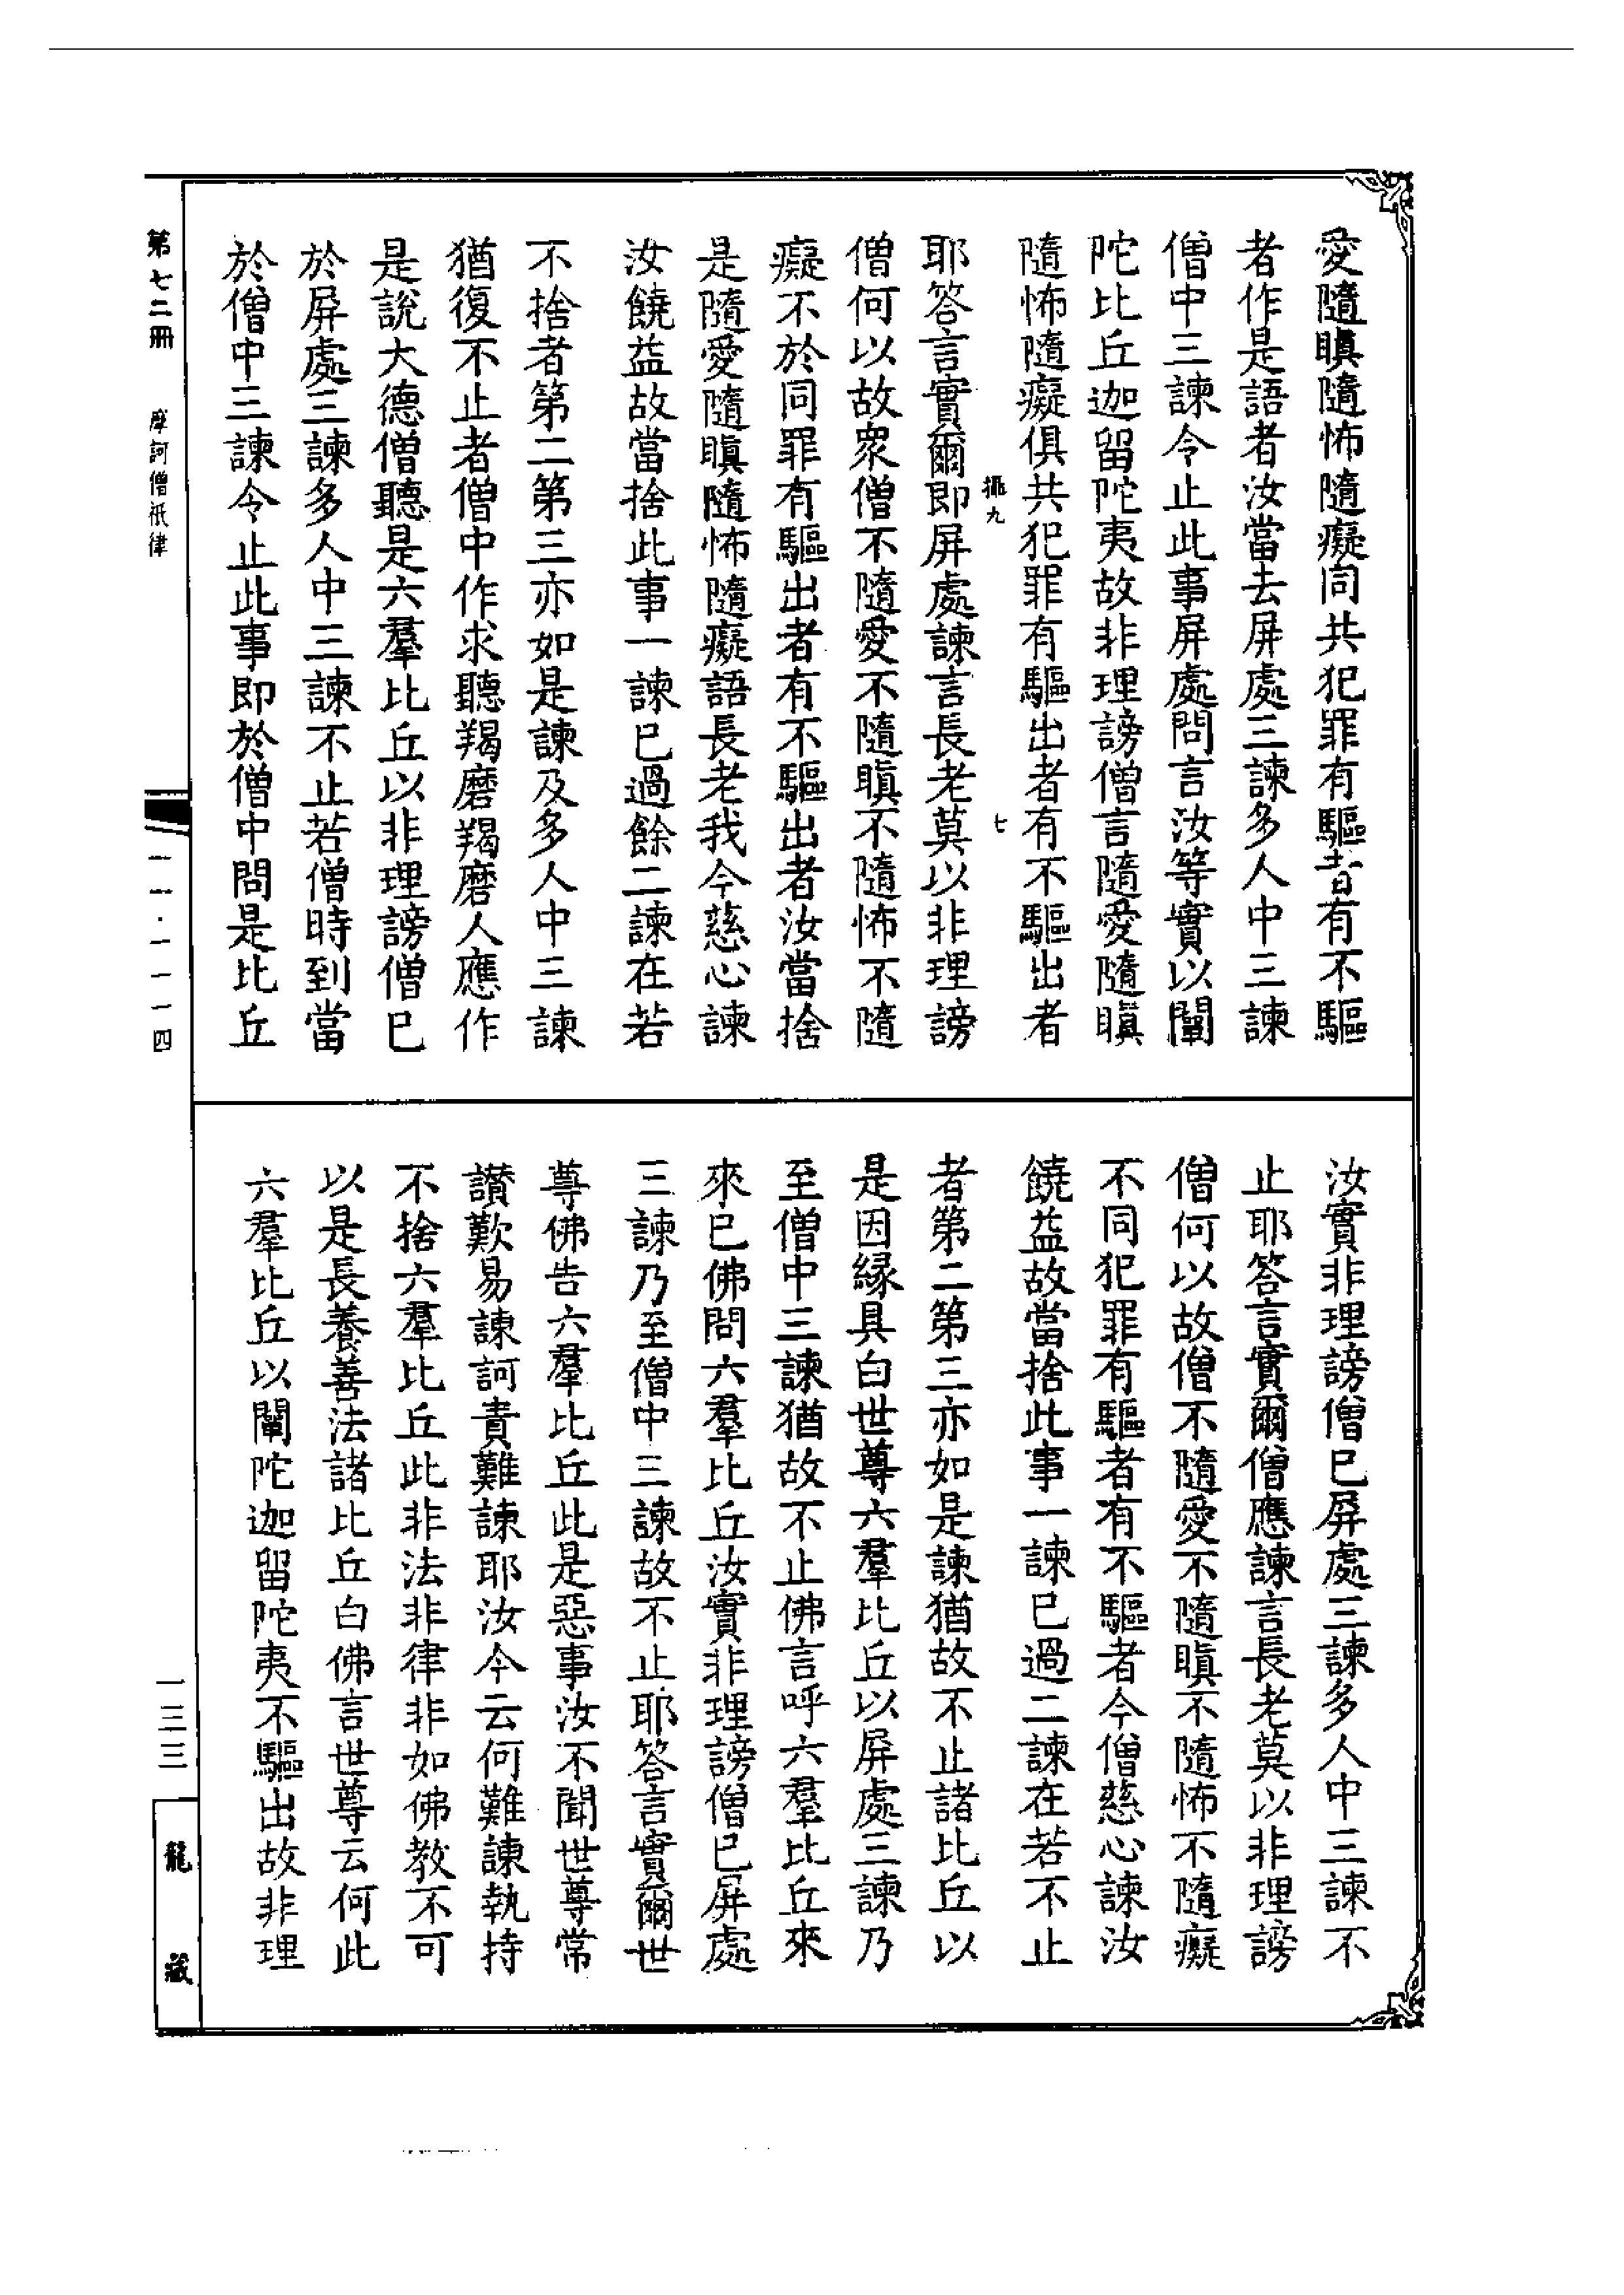 愛隨瞋隨怖隨癡同共犯罪有驅者有不驅
者作是語者汝當去屏處三諫多人中三諫
僧中三諫令止此事屏處問言汝等實以闡
陀比丘迦留陀夷故非理謗僧言隨愛隨瞋
隨怖隨癡俱共犯罪有驅出者有不驅出者
攝九 七
耶答言實爾即屏處諫言長老莫以非理謗
僧何以故眾僧不隨愛不隨瞋不隨怖不隨
癡不於同罪有驅出者有不驅出者汝當捨
是隨愛隨瞋隨怖隨癡語長老我今慈心諫
汝饒益故當捨此事一諫已過餘二諫在若
不捨者第二第三亦如是諫及多人中三諫
猶復不止者僧中作求聽羯磨羯磨人應作
是說大德僧聽是六羣比丘以非理謗僧已
於屏處三諫多人中三諫不止若僧時到當
於僧中三諫令止此事即於僧中問是比丘
汝實非理謗僧已屏處三諫多人中三諫不
止耶答言實爾僧應諫言長老莫以非理謗
僧何以故僧不隨愛不隨瞋不隨怖不隨癡
不同犯罪有驅者有不驅者今僧慈心諫汝
饒益故當捨此事一諫已過二諫在若不止
者第二第三亦如是諫猶故不止諸比丘以
是因緣具白世尊六羣比丘以屏處三諫乃
至僧中三諫猶故不止佛言呼六羣比丘來
來已佛問六羣比丘汝實非理謗僧已屏處
三諫乃至僧中三諫故不止耶答言實爾世
尊佛告六羣比丘此是惡事汝不聞世尊常
讚歎易諫訶責難諫耶汝今云何難諫執持
不捨六羣比丘此非法非律非如佛教不可
以是長養善法諸比丘白佛言世尊云何此
六羣比丘以闡陀迦留陀夷不驅出故非理
第七二冊 摩訶僧祇律
一一·一一一四
一三三
龍藏